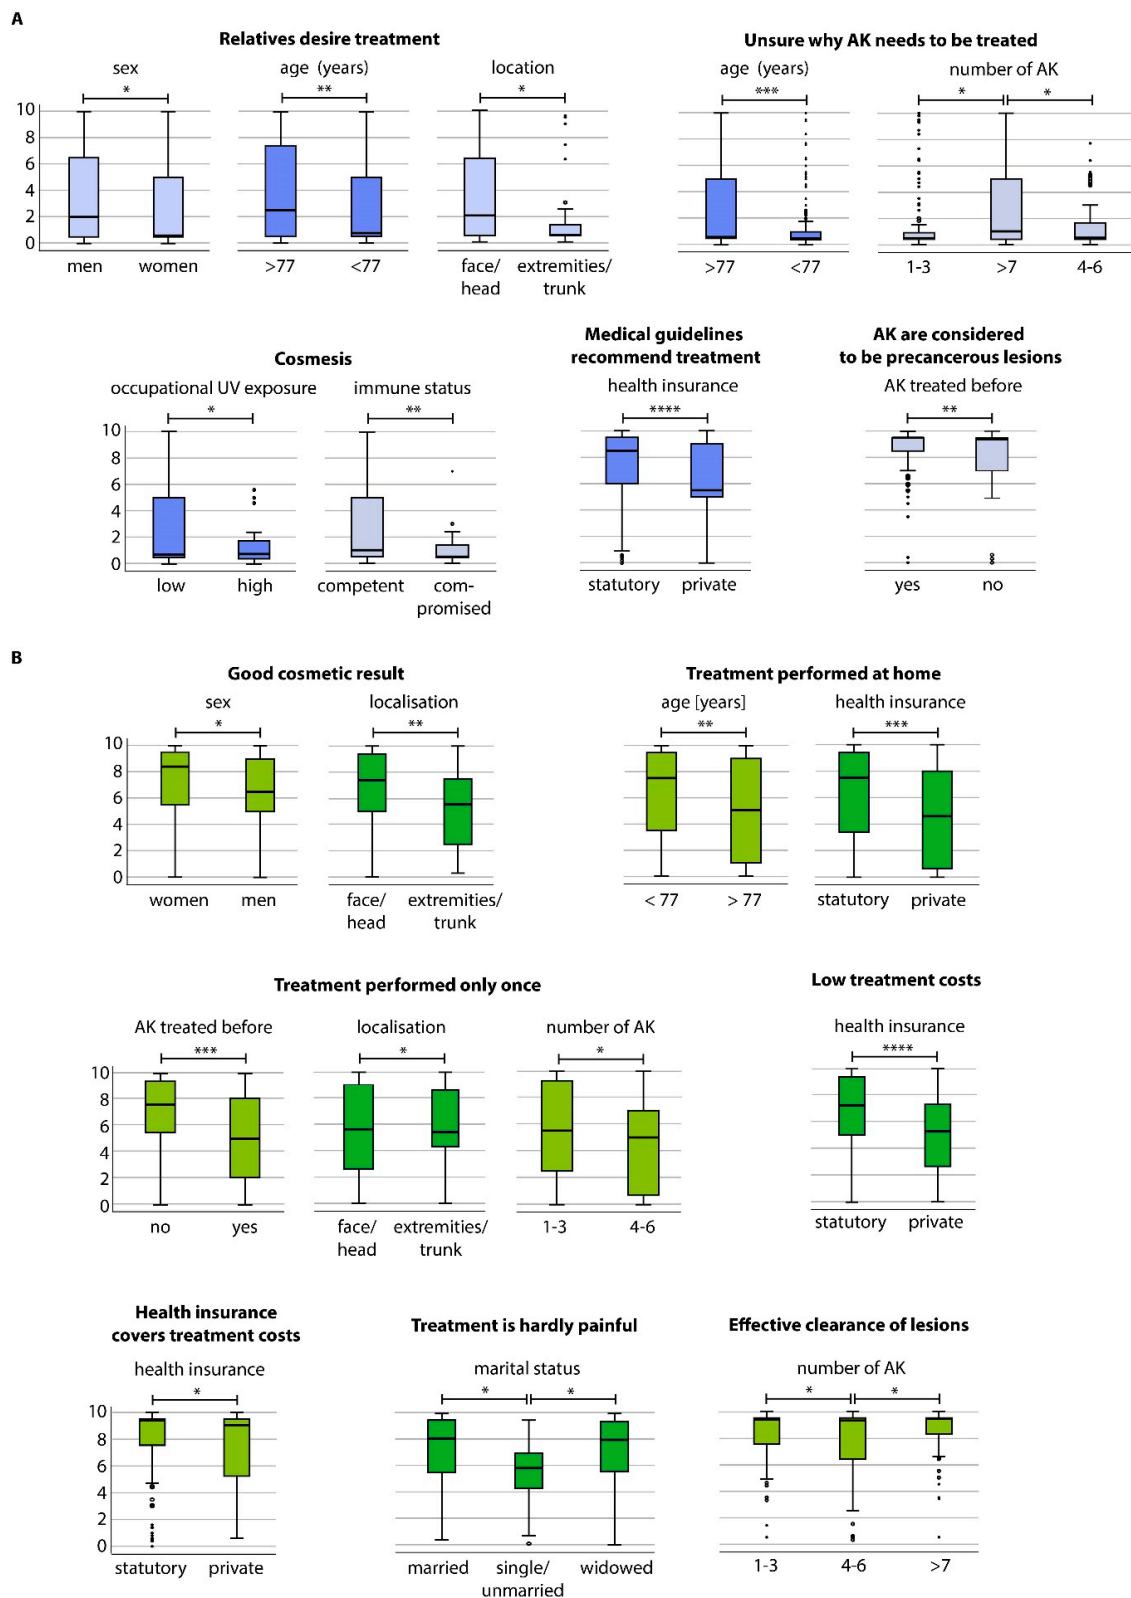 A
Relatives desire treatment
Unsure why AK needs to be treated
sex
age (years)
location
age (years)
number of AK
*
**
*
***
*
*
10
8
6
4
2
0
men
women
>77
<77
face/
head
extremities/
trunk
>77
<77
1-3
>7
4-6
Cosmesis
Medical guidelines
recommend treatment
AK are considered
to be precancerous lesions
occupational UV exposure
immune status
health insurance
AK treated before
*
**
****
**
10
8
6
4
2
0
low
high
competent
com-
promised
statutory
private
yes
no
B
Good cosmetic result
Treatment performed at home
sex
localisation
age [years]
health insurance
*
**
**
***
10
8
6
4
2
0
women
men
face/
head
extremities/
trunk
< 77
> 77
statutory
private
Treatment performed only once
Low treatment costs
AK treated before
localisation
number of AK
health insurance
***
*
*
****
10
8
6
4
2
0
no
yes
face/
head
extremities/
trunk
1-3
4-6
statutory
private
Health insurance
covers treatment costs
Treatment is hardly painful
Effective clearance of lesions
health insurance
marital status
number of AK
*
*
*
*
*
10
8
6
4
2
0
statutory
private
married
single/
unmarried
widowed
1-3
4-6
>7